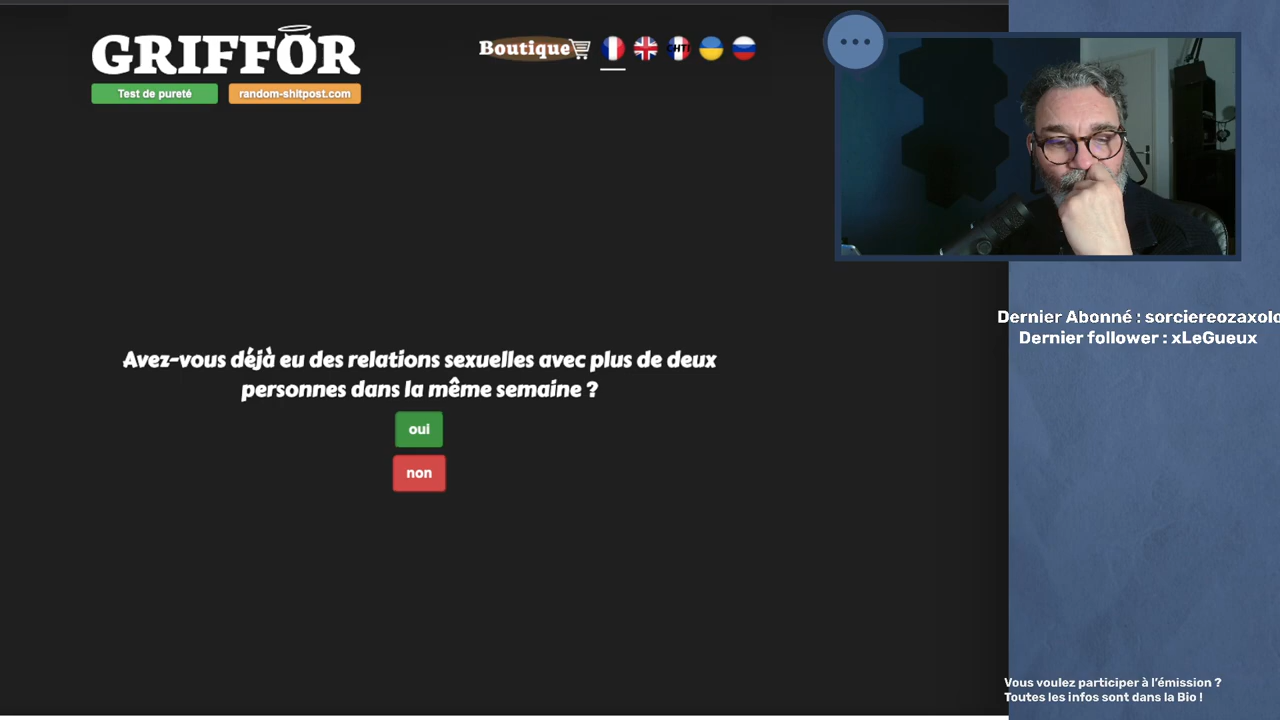 GRIFFOR
Boutique
CHTI
Test de pureté
random-shitpost.com
Avez-vous déjà eu des relations sexuelles avec plus de deux
personnes dans la même semaine ?
oui
non
Dernier Abonné : sorciereozaxolo
Dernier follower : xLeGueux
Vous voulez participer à l'émission ?
Toutes les infos sont dans la Bio !